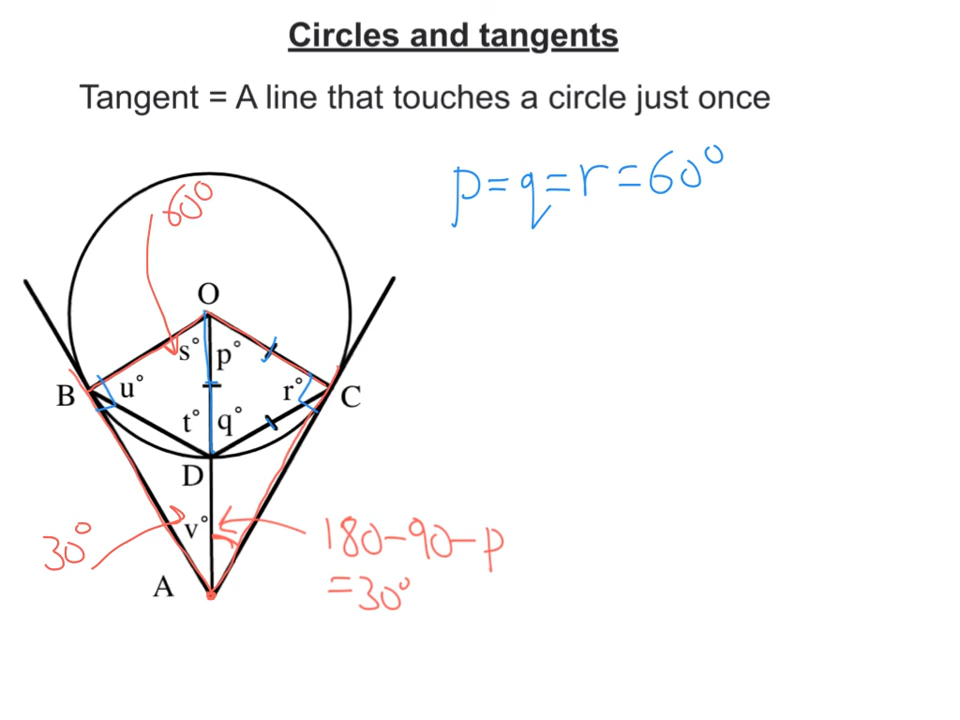 Circles and tangents
Tangent = A line that touches a circle just once
p=q=r=60°
60°
O
s° p°
B u° r° C
t° q°
D
30° v° 180-90-p
A =30°